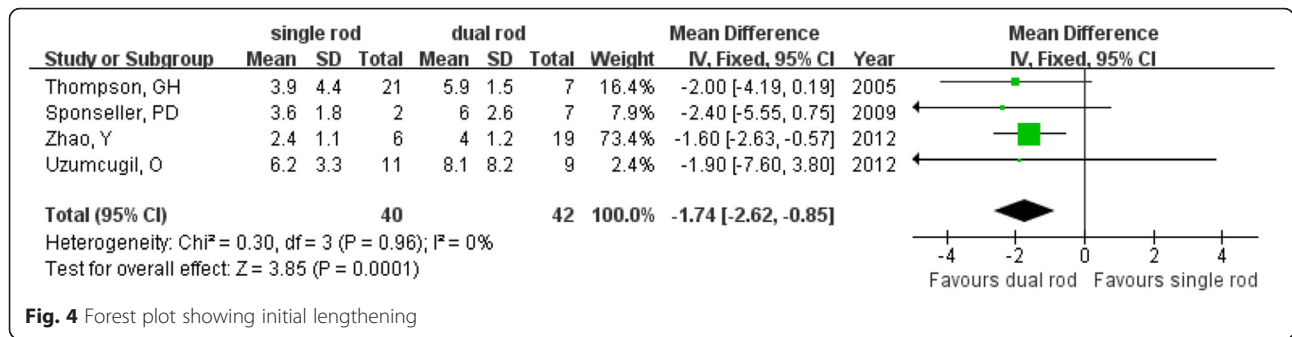 single rod dual rod Mean Difference Mean Difference
Study or Subgroup Mean SD Total Mean SD Total Weight IV, Fixed, 95% CI Year IV, Fixed, 95% CI
Thompson, GH 3.9 4.4 21 5.9 1.5 7 16.4% -2.00 [-4.19, 0.19] 2005
Sponseller, PD 3.6 1.8 2 6 2.6 7 7.9% -2.40 [-5.55, 0.75] 2009
Zhao, Y 2.4 1.1 6 4 1.2 19 73.4% -1.60 [-2.63, -0.57] 2012
Uzumcugil, O 6.2 3.3 11 8.1 8.2 9 2.4% -1.90 [-7.60, 3.80] 2012
Total (95% CI) 40 42 100.0% -1.74 [-2.62, -0.85]
Heterogeneity: Chi² = 0.30, df = 3 (P = 0.96); I² = 0%
Test for overall effect: Z = 3.85 (P = 0.0001)
-4 -2 0 2 4
Favours dual rod Favours single rod
Fig. 4 Forest plot showing initial lengthening